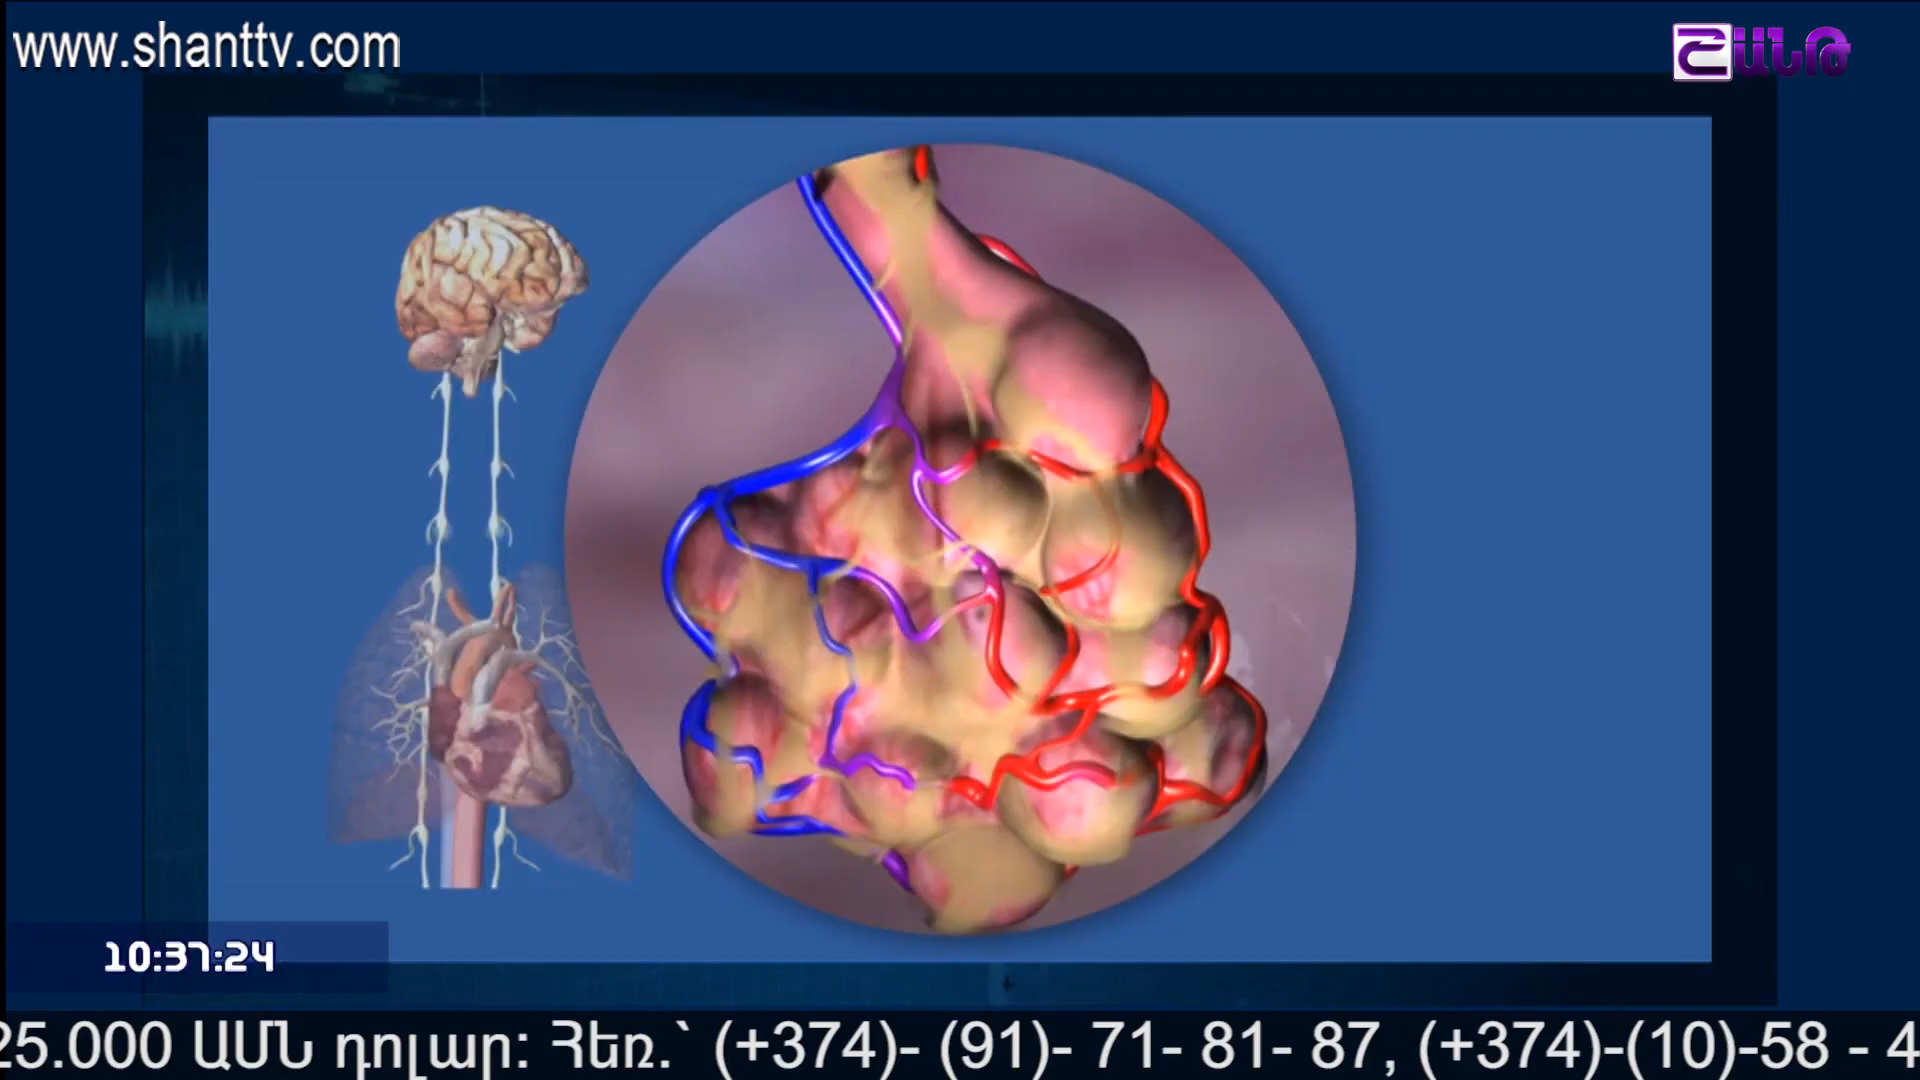 www.shanttv.com
ՇԱՆԹ
10:37:24
25.000 ԱՄՆ դոլար: Հեռ.՝ (+374)- (91)- 71- 81- 87, (+374)-(10)-58 - 4